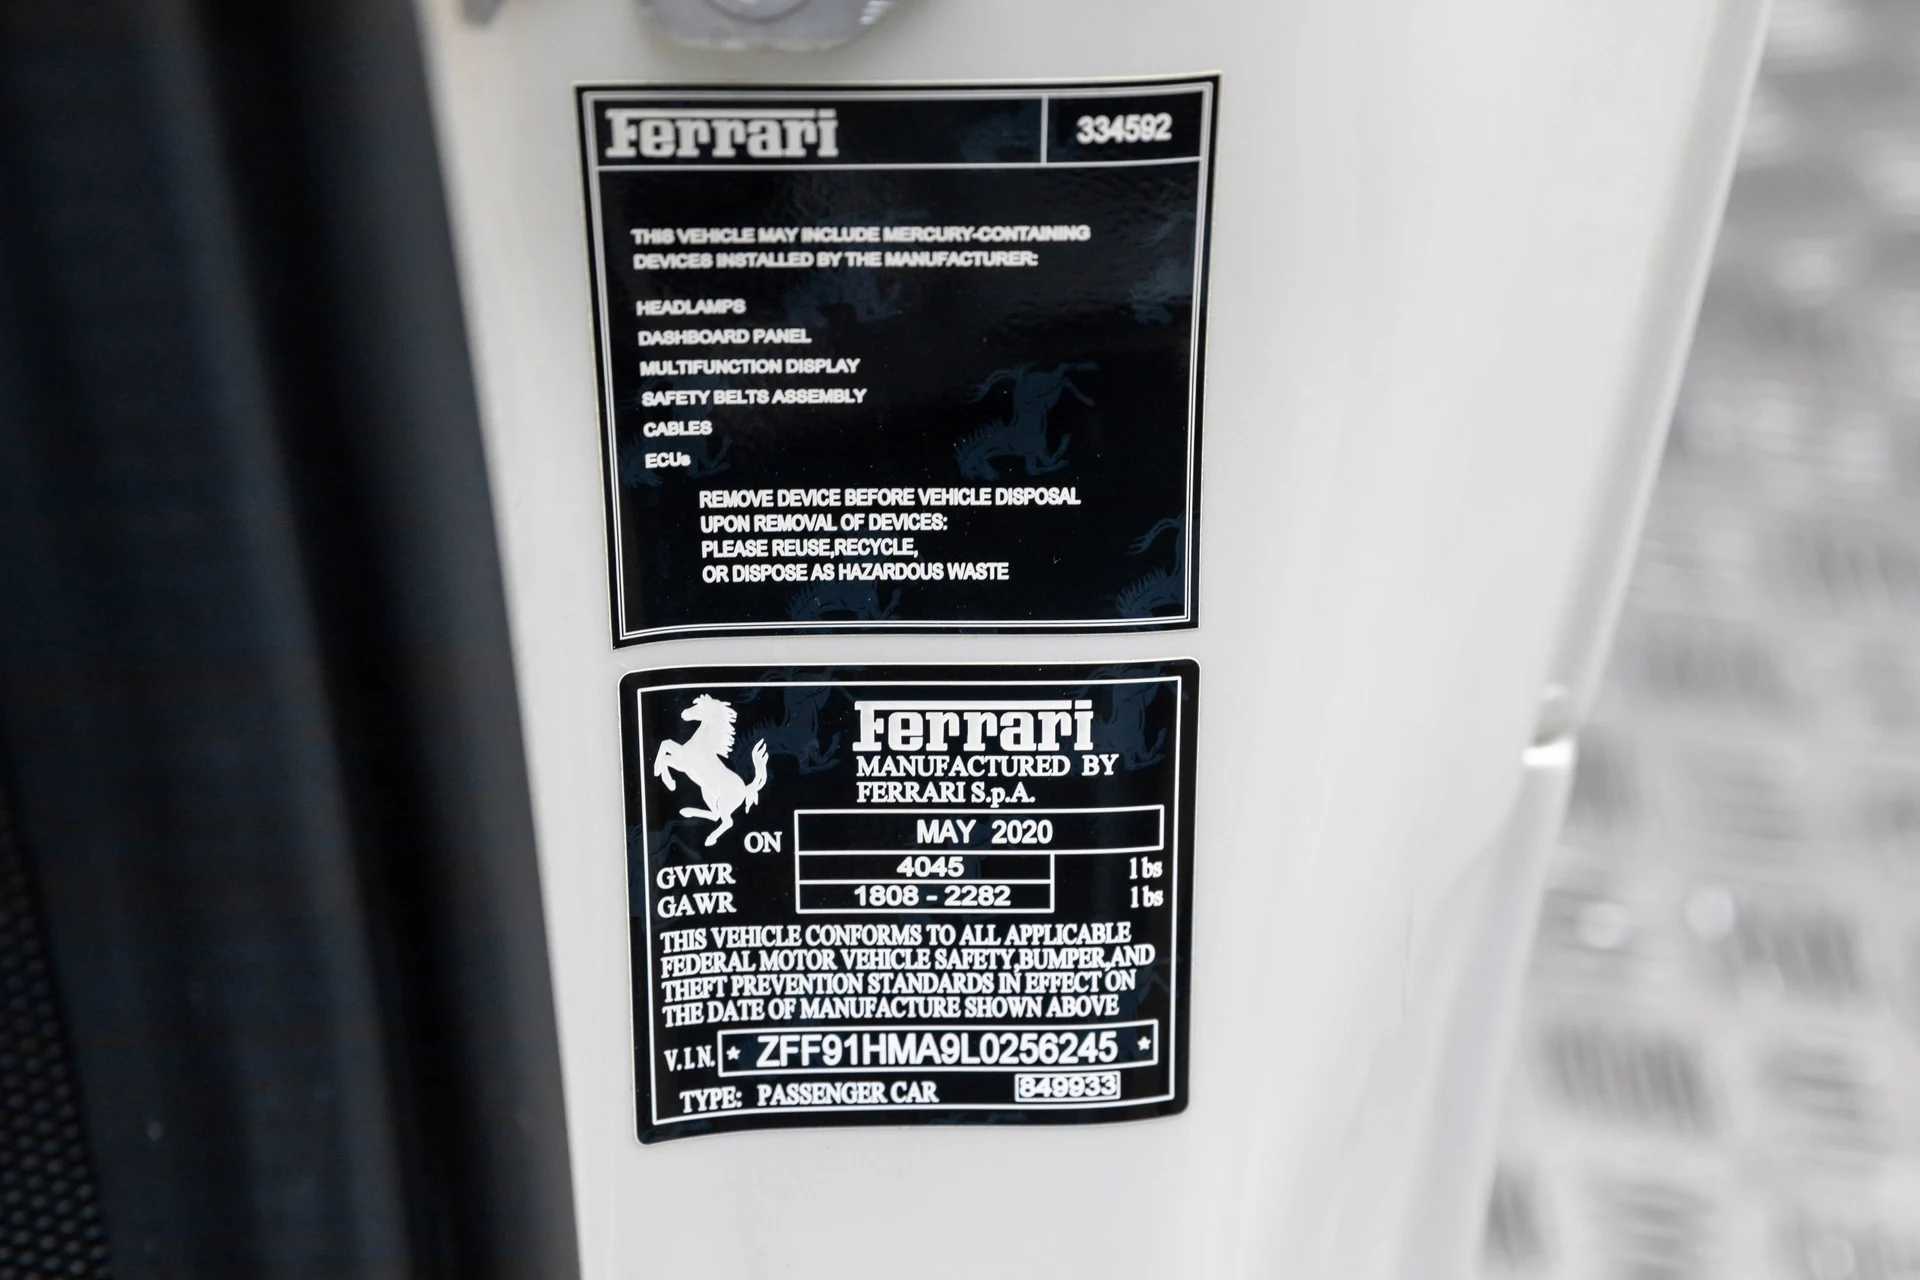 Ferrari 334592
THIS VEHICLE MAY INCLUDE MERCURY-CONTAINING
DEVICES INSTALLED BY THE MANUFACTURER:
HEADLAMPS
DASHBOARD PANEL
MULTIFUNCTION DISPLAY
SAFETY BELTS ASSEMBLY
CABLES
ECUs
REMOVE DEVICE BEFORE VEHICLE DISPOSAL
UPON REMOVAL OF DEVICES:
PLEASE REUSE,RECYCLE,
OR DISPOSE AS HAZARDOUS WASTE
Ferrari
MANUFACTURED BY
FERRARI S.p.A.
ON MAY 2020
GVWR 4045 lbs
GAWR 1808 - 2282 lbs
THIS VEHICLE CONFORMS TO ALL APPLICABLE
FEDERAL MOTOR VEHICLE SAFETY,BUMPER,AND
THEFT PREVENTION STANDARDS IN EFFECT ON
THE DATE OF MANUFACTURE SHOWN ABOVE
V.I.N. * ZFF91HMA9L0256245 *
TYPE: PASSENGER CAR 849933